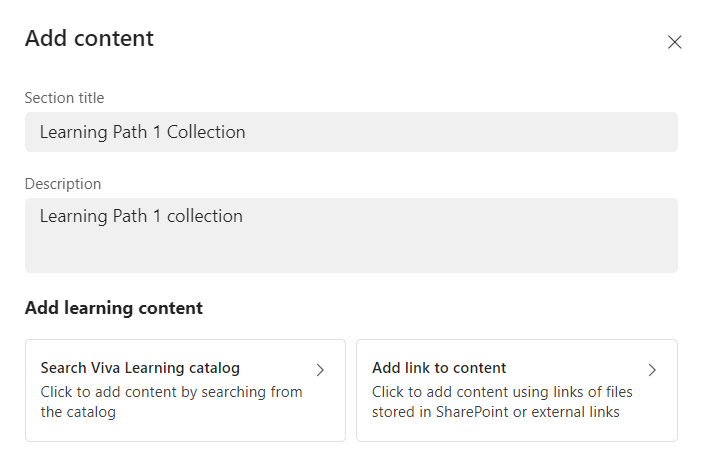 Add content
Section title
Learning Path 1 Collection
Description
Learning Path 1 collection
Add learning content
Search Viva Learning catalog
Click to add content by searching from
the catalog
Add link to content
Click to add content using links of files
stored in SharePoint or external links